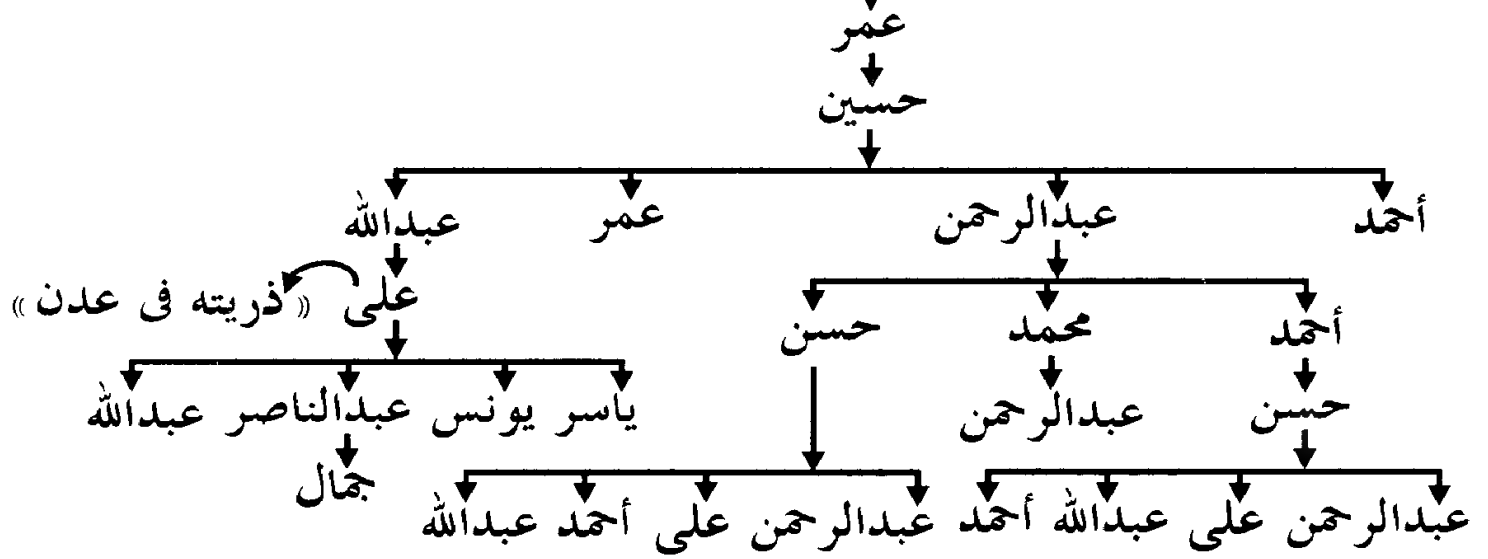 عمر
حسين
أحمد عبدالرحمن عمر عبدالله
على « ذريته فى عدن »
أحمد محمد حسن
ياسر يونس عبدالناصر عبدالله
حسن عبدالرحمن
جمال
عبدالرحمن على عبدالله أحمد عبدالرحمن على أحمد عبدالله